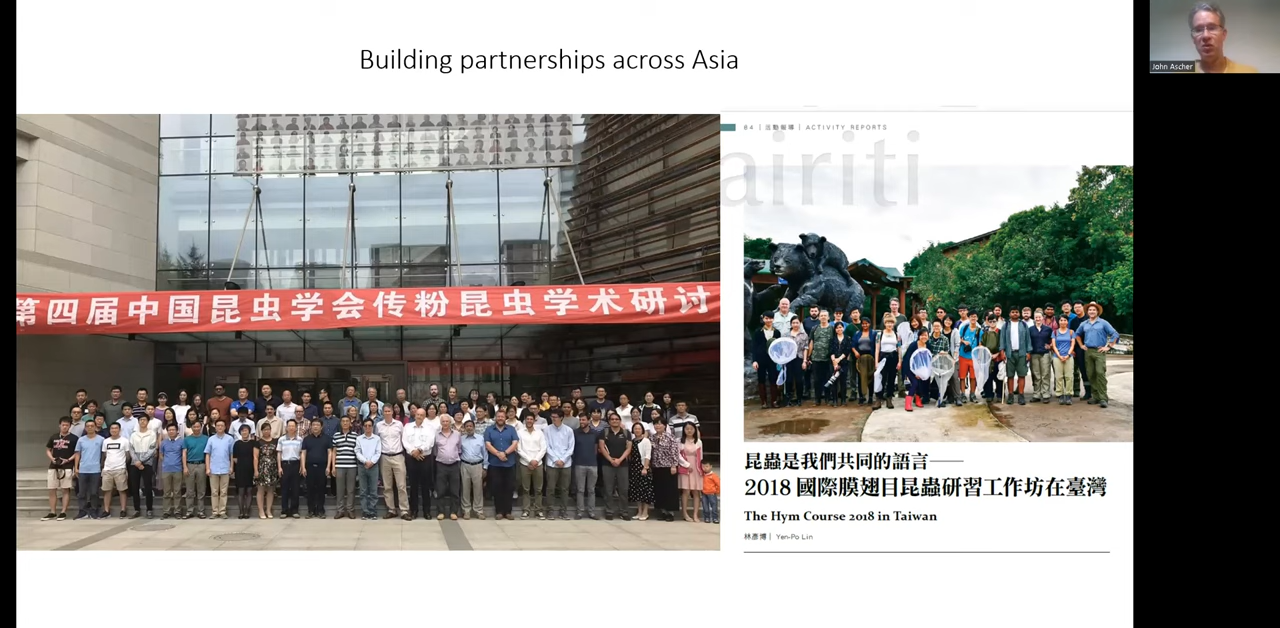 Building partnerships across Asia
John Ascher
第四届中国昆虫学会传粉昆虫学术研讨
64 | 活動報導 | ACTIVITY REPORTS
airiti
昆蟲是我們共同的語言——
2018 國際膜翅目昆蟲研習工作坊在臺灣
The Hym Course 2018 in Taiwan
林彥博 | Yen-Po Lin